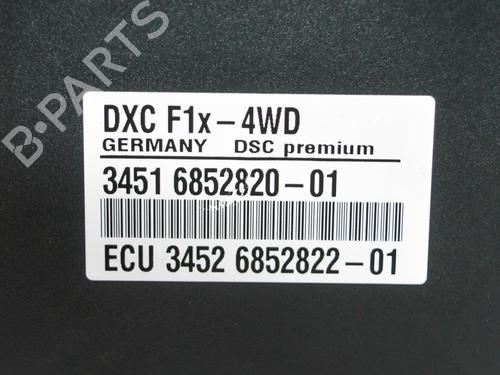 B-PARTS
DXC F1x-4WD
GERMANY DSC premium
3451 6852820-01
ECU 3452 6852822-01